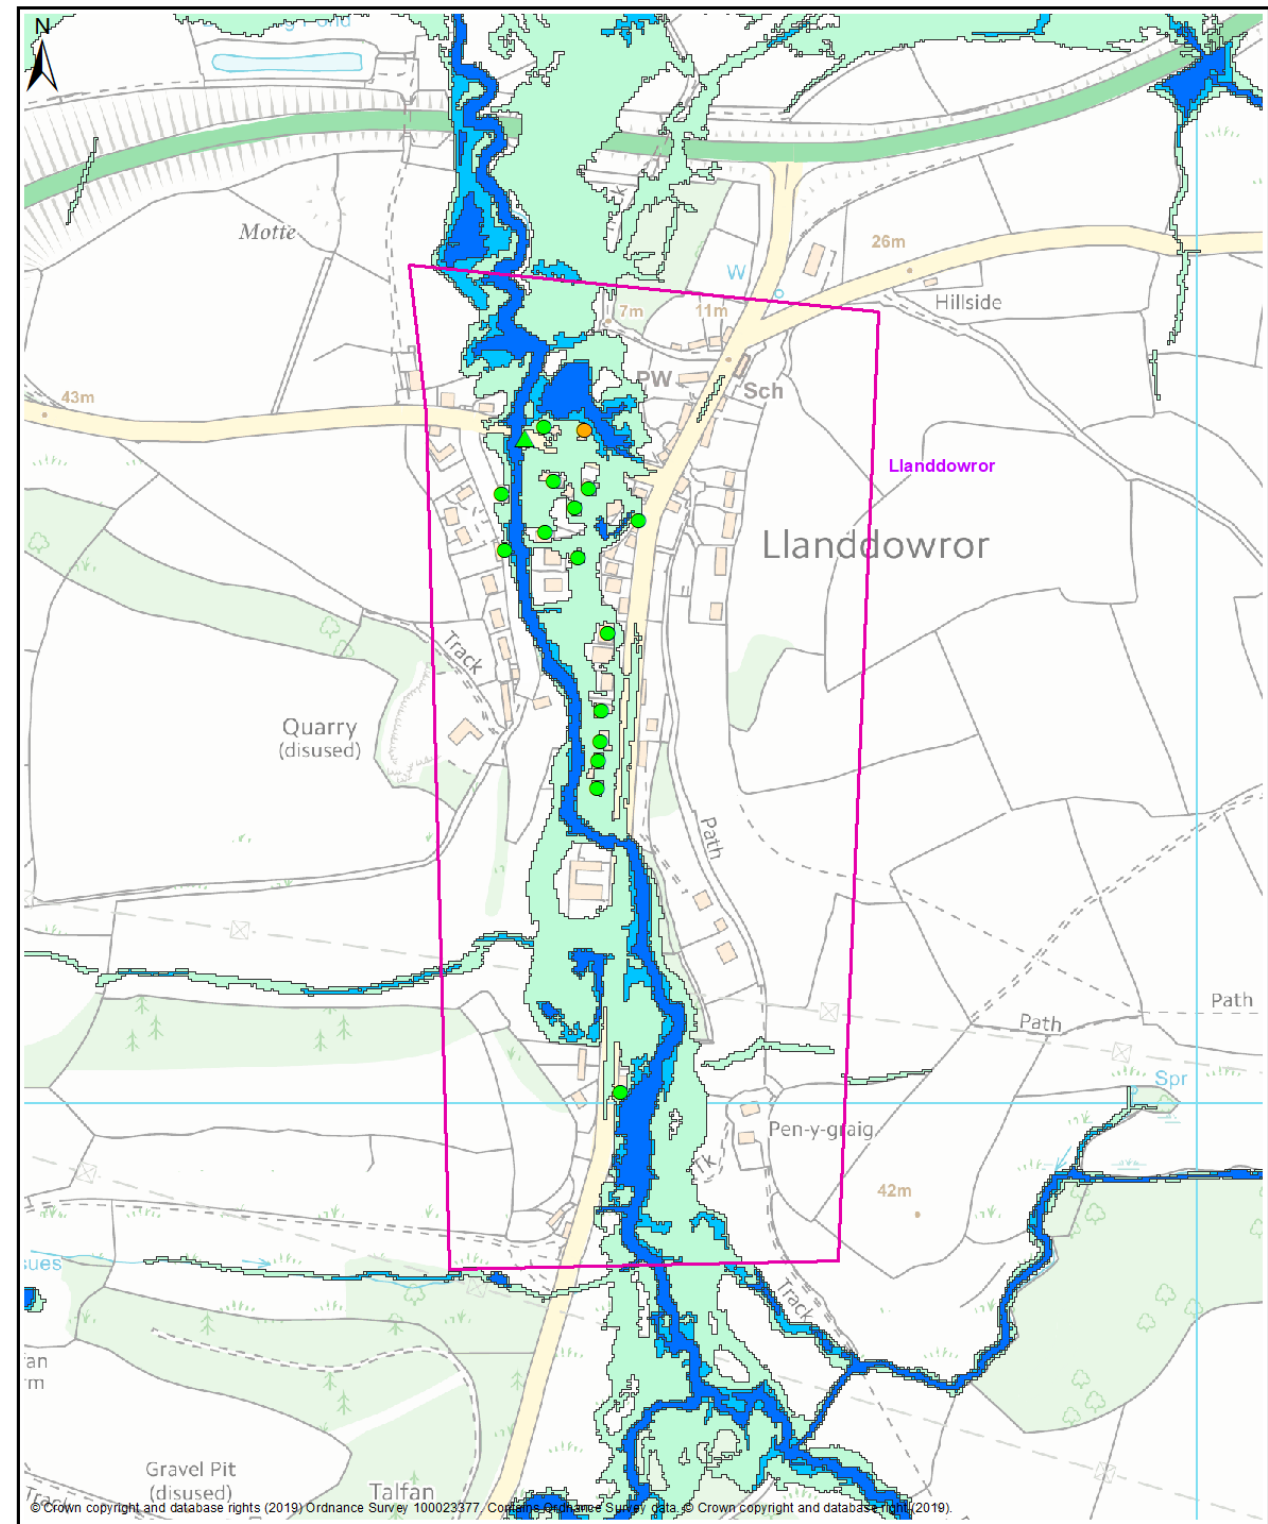 N
Motte
26m
W
Hillside
7m
11m
PW
Sch
43m
Llanddowror
Llanddowror
Track
Quarry
(disused)
Path
Path
Path
Spr
Pen-y-graig
Tk
42m
Track
Gravel Pit
(disused)
Talfan
© Crown copyright and database rights (2019) Ordnance Survey 100023377. Contains Ordnance Survey data. © Crown copyright and database right (2019).